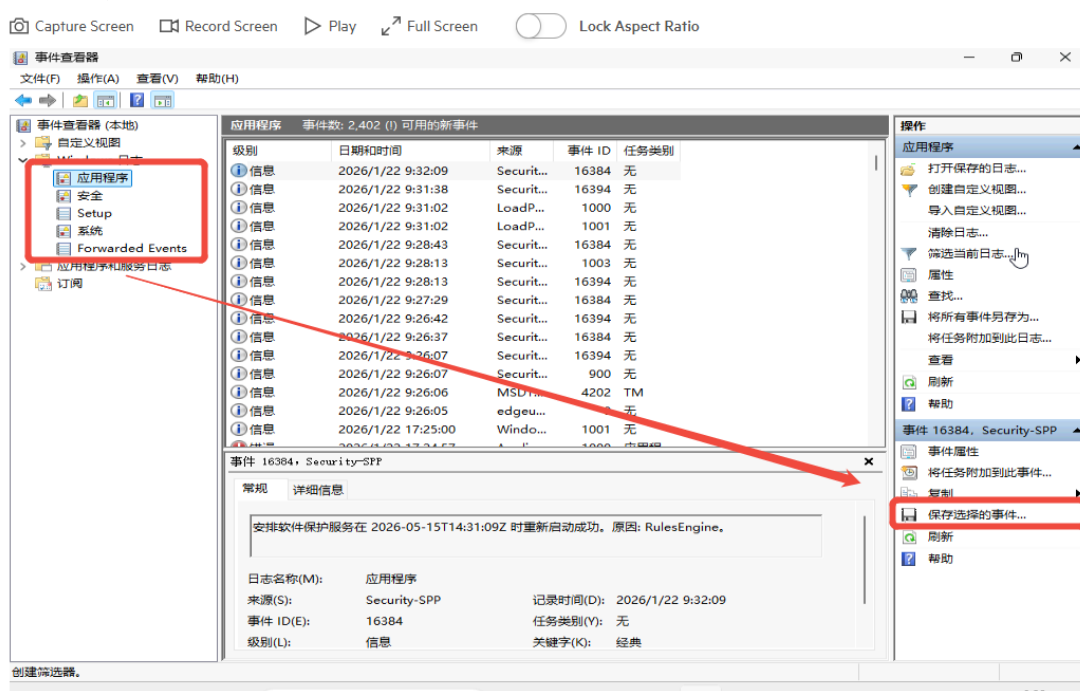 Capture Screen Record Screen Play Full Screen Lock Aspect Ratio
事件查看器
文件(F) 操作(A) 查看(V) 帮助(H)
事件查看器 (本地)
自定义视图
Windows 日志
应用程序
安全
Setup
系统
Forwarded Events
应用程序和服务日志
订阅
应用程序 事件数: 2,402 (!) 可用的新事件
级别 日期和时间 来源 事件 ID 任务类别
信息 2026/1/22 9:32:09 Securit... 16384 无
信息 2026/1/22 9:31:38 Securit... 16394 无
信息 2026/1/22 9:31:02 LoadP... 1000 无
信息 2026/1/22 9:31:02 LoadP... 1001 无
信息 2026/1/22 9:28:43 Securit... 16384 无
信息 2026/1/22 9:28:13 Securit... 1003 无
信息 2026/1/22 9:28:13 Securit... 16394 无
信息 2026/1/22 9:27:29 Securit... 16384 无
信息 2026/1/22 9:26:42 Securit... 16394 无
信息 2026/1/22 9:26:37 Securit... 16384 无
信息 2026/1/22 9:26:07 Securit... 16394 无
信息 2026/1/22 9:26:07 Securit... 900 无
信息 2026/1/22 9:26:06 MSDT... 4202 TM
信息 2026/1/22 9:26:05 edgeu... 无
信息 2026/1/22 17:25:00 Windo... 1001 无
事件 16384，Security-SPP
常规 详细信息
安排软件保护服务在 2026-05-15T14:31:09Z 时重新启动成功。原因: RulesEngine。
日志名称(M): 应用程序
来源(S): Security-SPP 记录时间(D): 2026/1/22 9:32:09
事件 ID(E): 16384 任务类别(Y): 无
级别(L): 信息 关键字(K): 经典
操作
应用程序
打开保存的日志...
创建自定义视图...
导入自定义视图...
清除日志...
筛选当前日志...
属性
查找...
将所有事件另存为...
将任务附加到此日志...
查看
刷新
帮助
事件 16384，Security-SPP
事件属性
将任务附加到此事件...
复制
保存选择的事件...
刷新
帮助
创建筛选器。